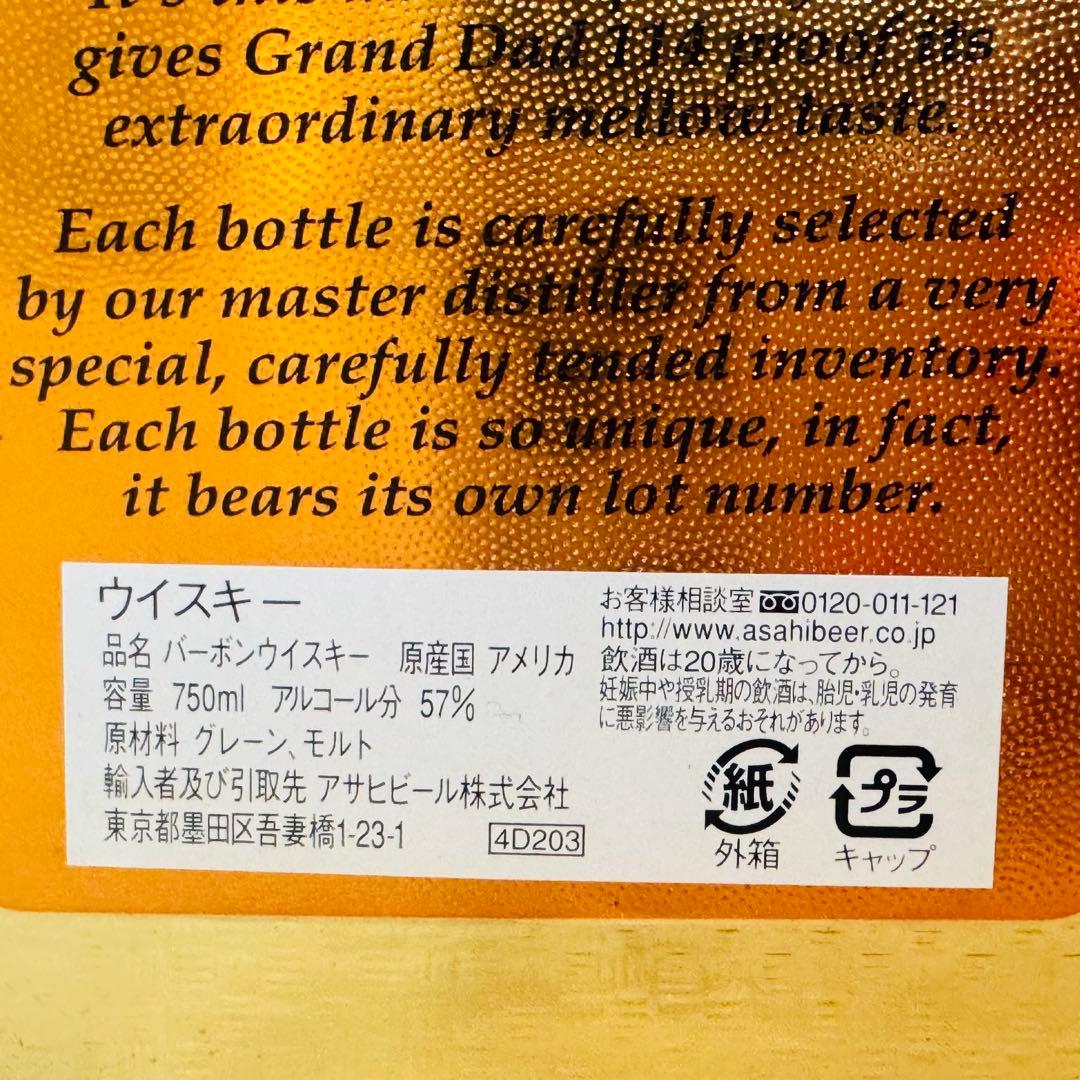 It's this
gives Grand Dad 114 proof its
extraordinary mellow taste.
Each bottle is carefully selected
by our master distiller from a very
special, carefully tended inventory.
Each bottle is so unique, in fact,
it bears its own lot number.
ウイスキー
品名 バーボンウイスキー 原産国 アメリカ
容量 750ml アルコール分 57%
原材料 グレーン、モルト
輸入者及び引取先 アサヒビール株式会社
東京都墨田区吾妻橋1-23-1
4D203
お客様相談室 0120-011-121
http://www.asahibeer.co.jp
飲酒は20歳になってから。
妊娠中や授乳期の飲酒は、胎児・乳児の発育
に悪影響を与えるおそれがあります。
紙
外箱
プラ
キャップ